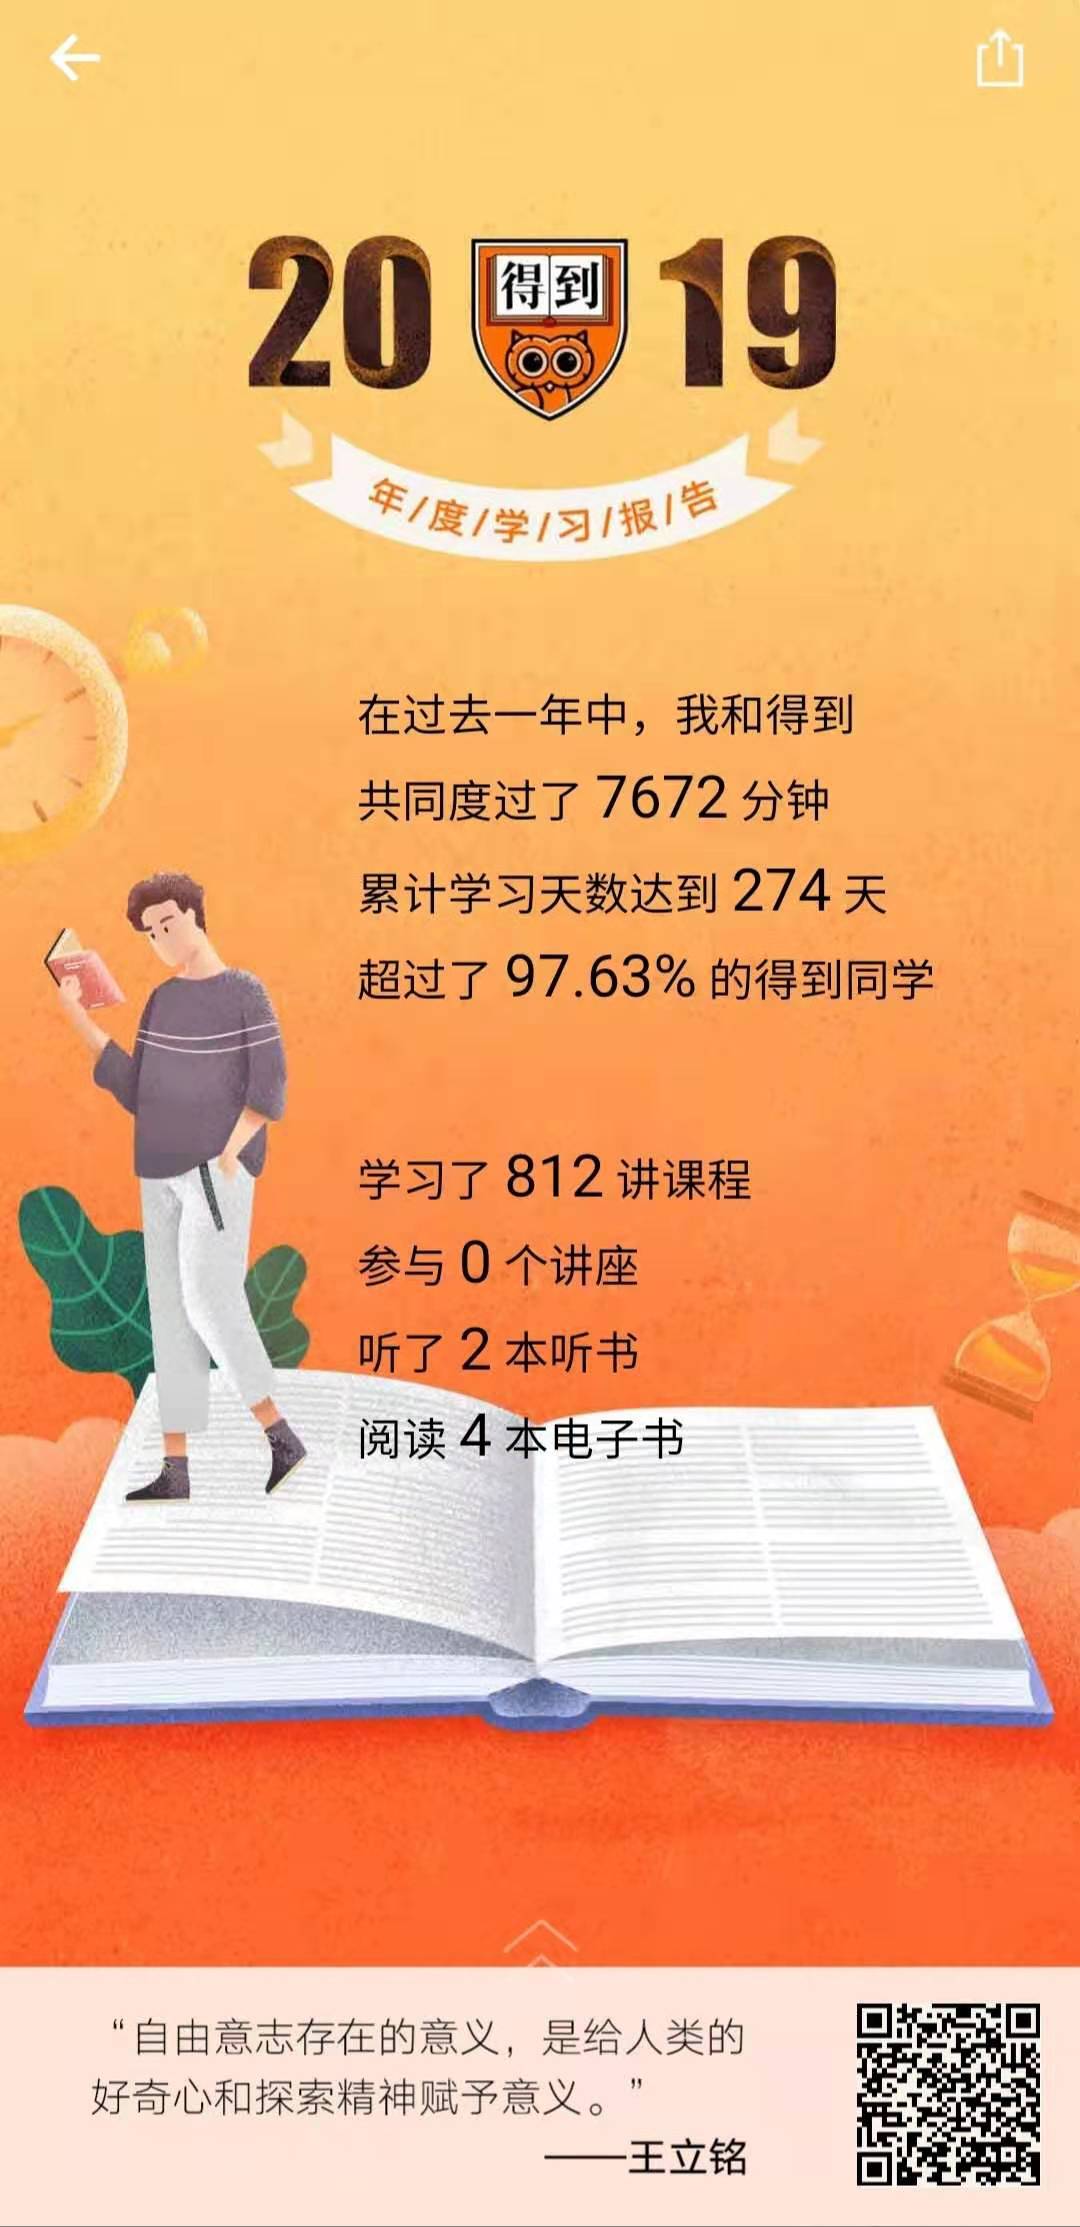 2019
得到
年/度/学/习/报/告
在过去一年中，我和得到
共同度过了 7672 分钟
累计学习天数达到 274 天
超过了 97.63% 的得到同学
学习了 812 讲课程
参与 0 个讲座
听了 2 本听书
阅读 4 本电子书
“自由意志存在的意义，是给人类的
好奇心和探索精神赋予意义。”
——王立铭